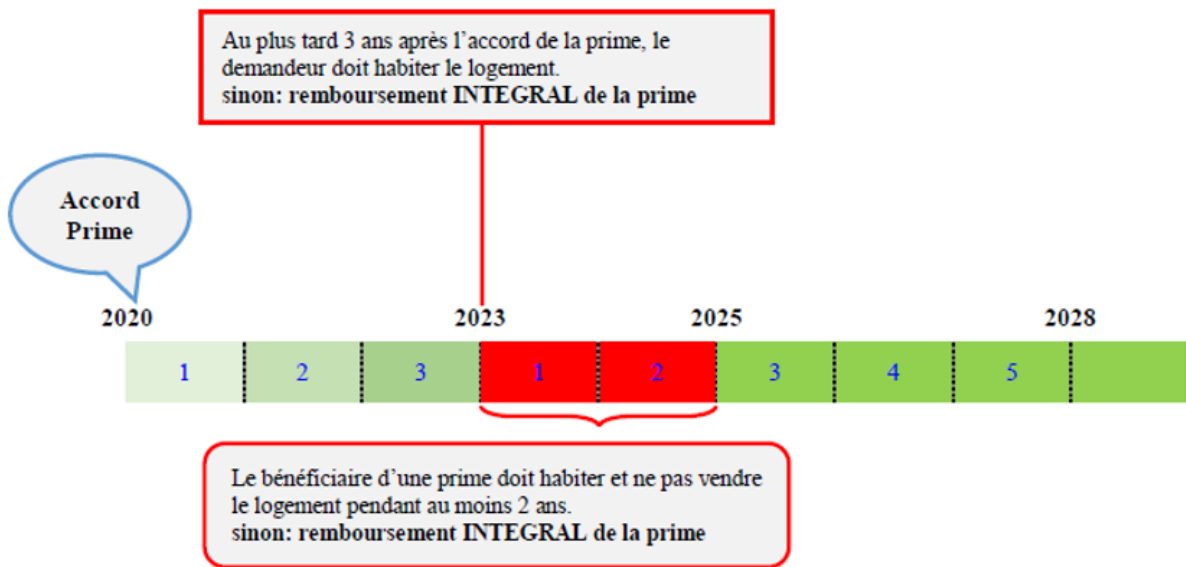 Au plus tard 3 ans après l’accord de la prime, le
demandeur doit habiter le logement.
sinon: remboursement INTEGRAL de la prime
Accord
Prime
2020 2023 2025 2028
1 2 3 1 2 3 4 5
Le bénéficiaire d’une prime doit habiter et ne pas vendre
le logement pendant au moins 2 ans.
sinon: remboursement INTEGRAL de la prime